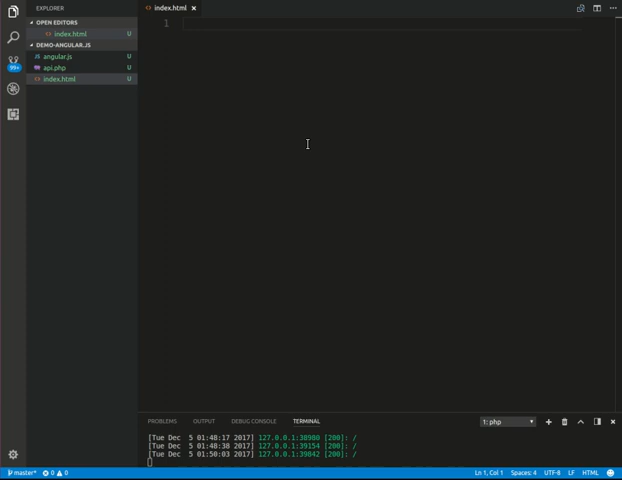 EXPLORER
OPEN EDITORS
index.html U
DEMO-ANGULAR.JS
angular.js U
api.php U
index.html U
99+
index.html ×
1
PROBLEMS OUTPUT DEBUG CONSOLE TERMINAL 1: php
[Tue Dec 5 01:48:17 2017] 127.0.0.1:38980 [200]: /
[Tue Dec 5 01:48:38 2017] 127.0.0.1:39154 [200]: /
[Tue Dec 5 01:50:03 2017] 127.0.0.1:39842 [200]: /
master* 0 0 Ln 1, Col 1 Spaces: 4 UTF-8 LF HTML